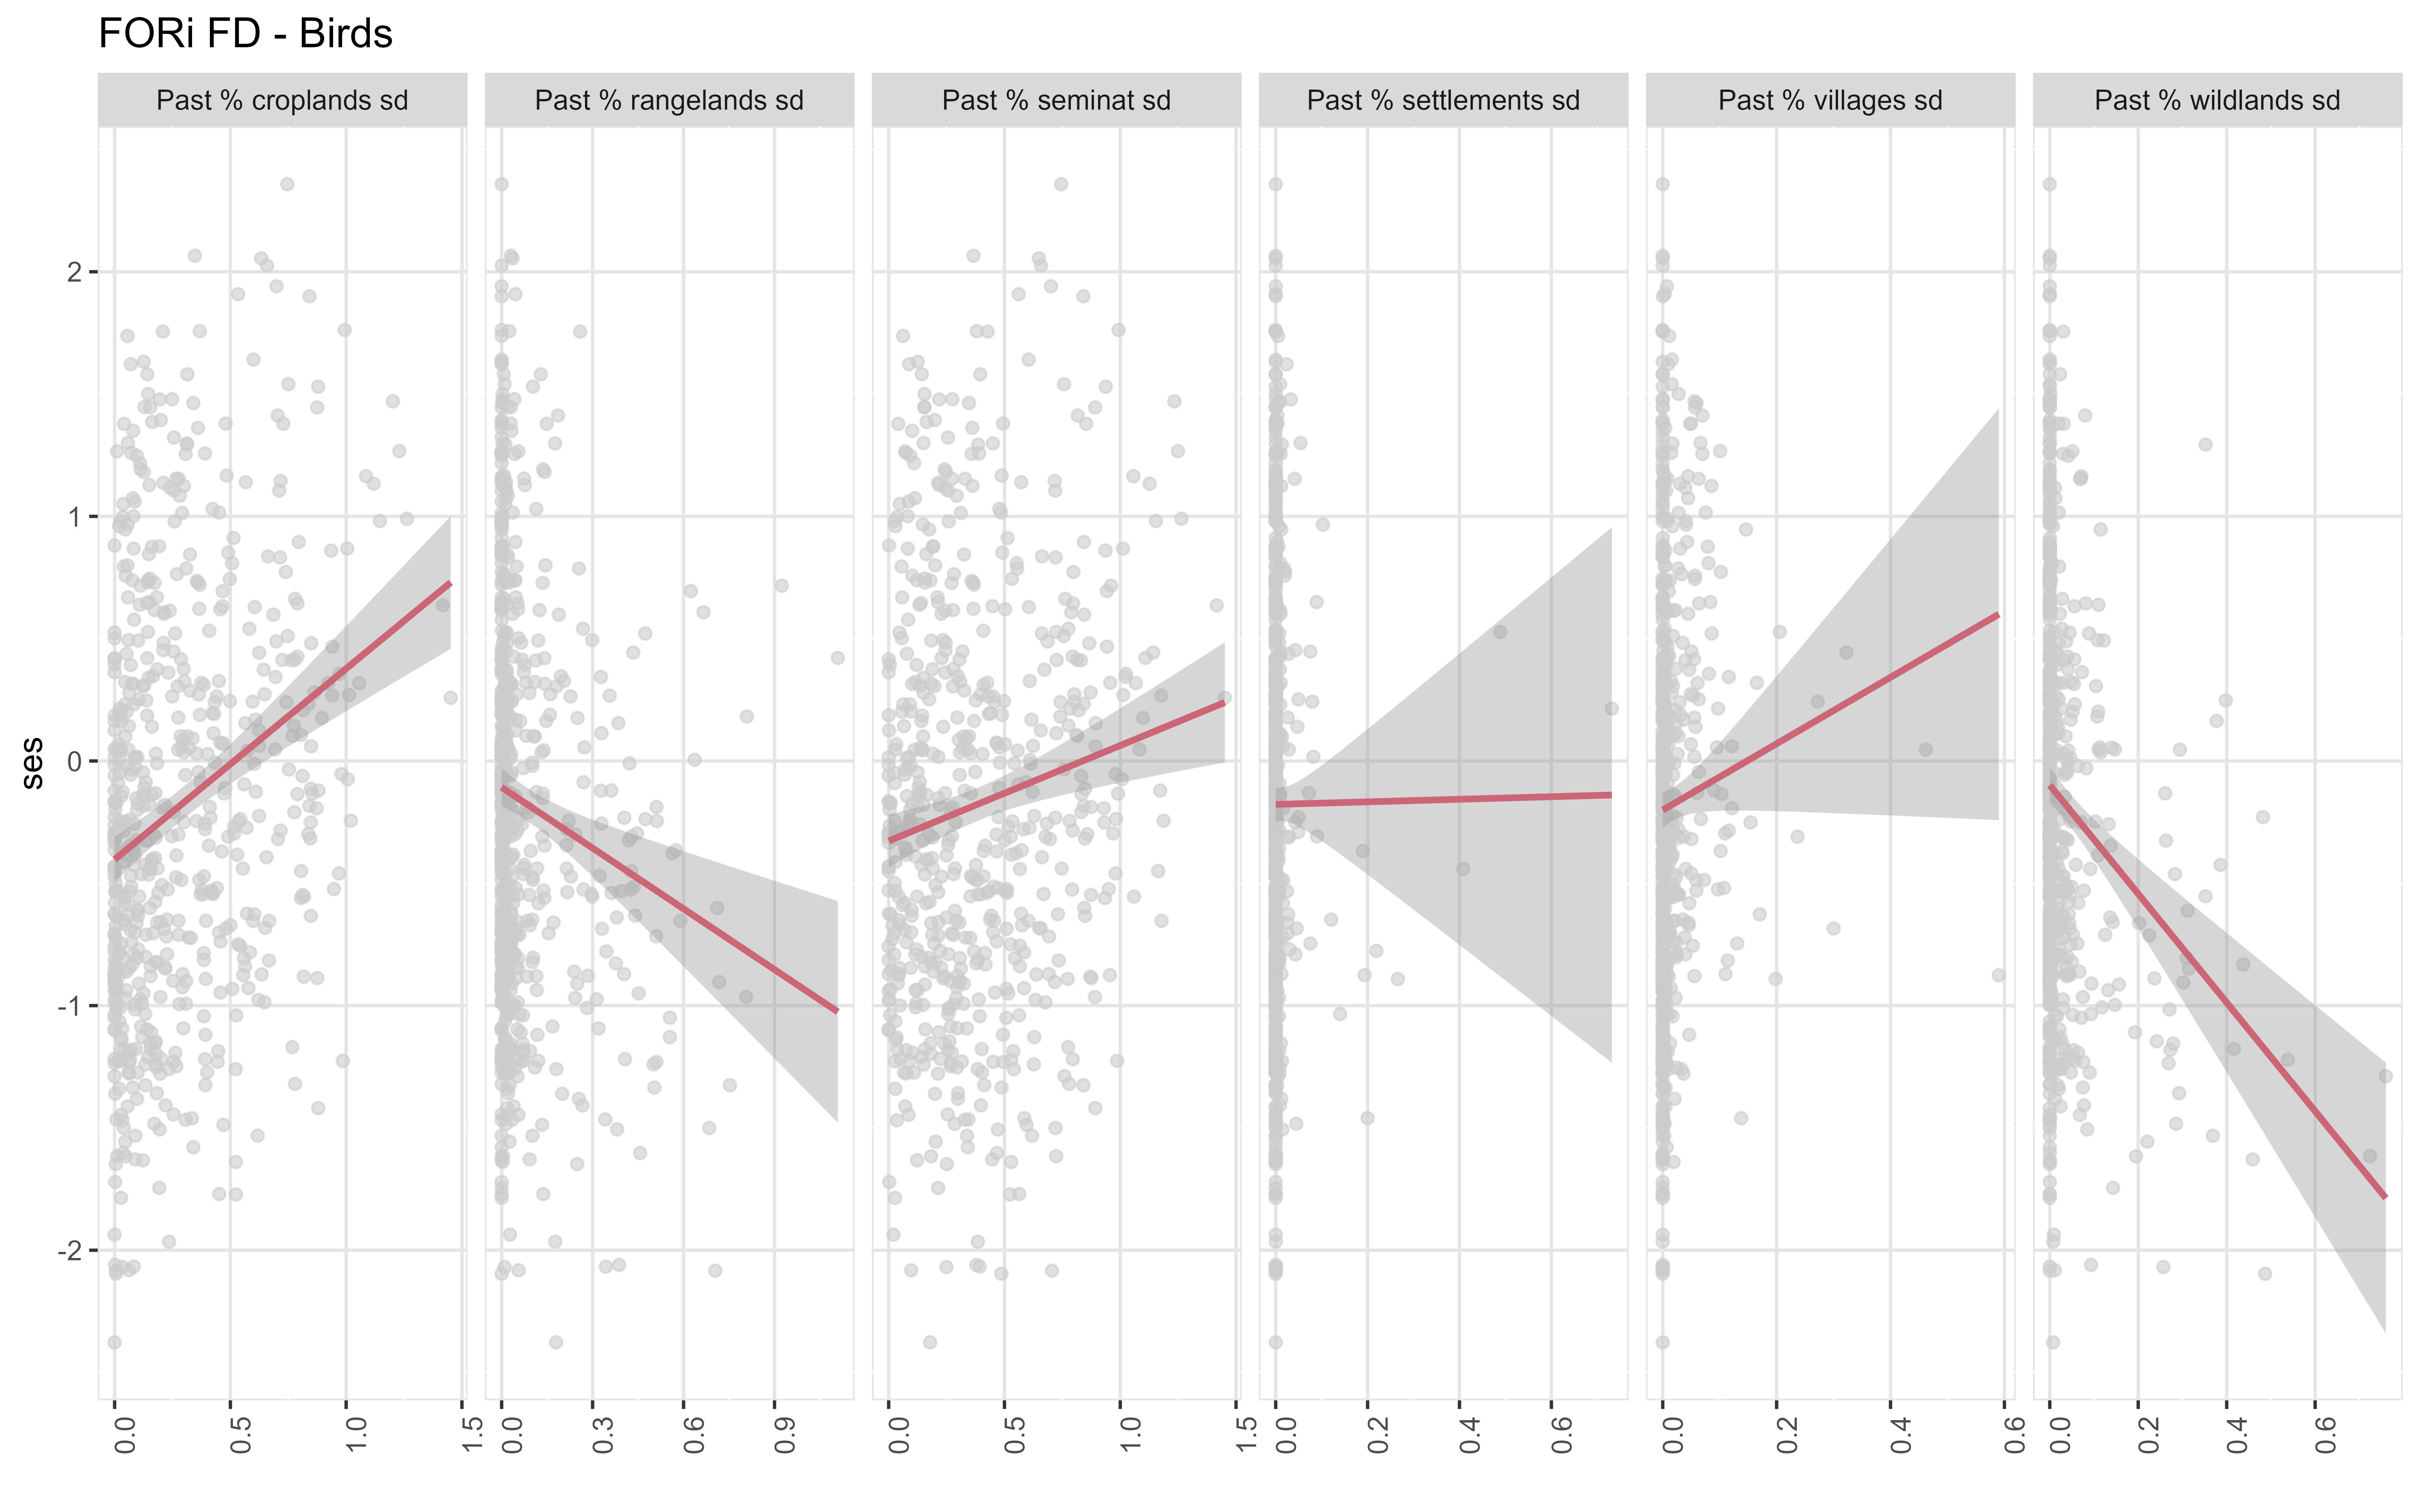 FORi FD - Birds
Past % croplands sd
Past % rangelands sd
Past % seminat sd
Past % settlements sd
Past % villages sd
Past % wildlands sd
ses
2
1
0
-1
-2
0.0 0.5 1.0 1.5
0.0 0.3 0.6 0.9
0.0 0.5 1.0 1.5
0.0 0.2 0.4 0.6
0.0 0.2 0.4 0.6
0.0 0.2 0.4 0.6